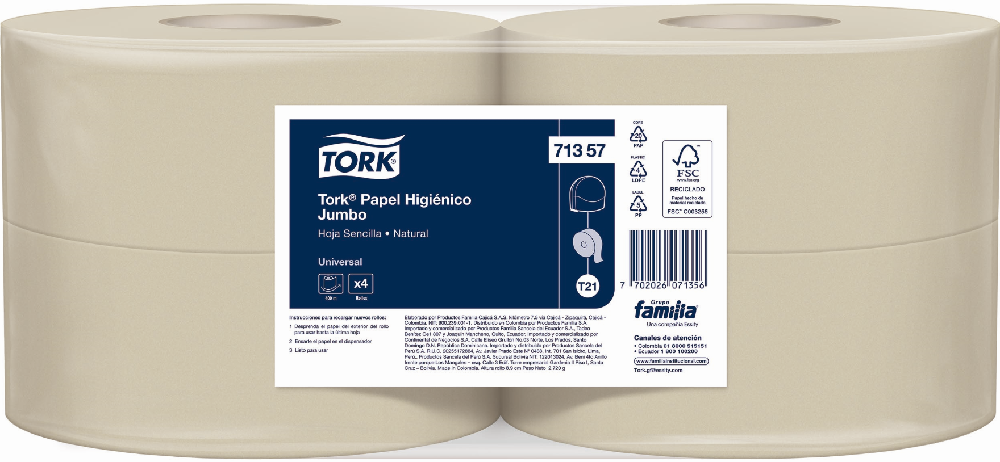 TORK®
71357
Tork® Papel Higiénico
Jumbo
Hoja Sencilla • Natural
Universal
x4
400 m
Rollos
T21
CORE
20
PAP
PLASTIC
4
LDPE
LABEL
5
PP
™
FSC
www.fsc.org
RECICLADO
Papel hecho de
material reciclado
FSC™ C003255
7 702026 071356
Grupo
familia®
Una compañía Essity
Canales de atención
• Colombia 01 8000 515151
• Ecuador 1 800 100200
www.familiainstitucional.com
Tork.gf@essity.com
Instrucciones para recargar nuevos rollos:
1 Desprenda el papel del exterior del rollo
para usar hasta la última hoja
2 Ensarte el papel en el dispensador
3 Listo para usar
Elaborado por Productos Familia Cajicá S.A.S. kilómetro 7.5 vía Cajicá - Zipaquirá, Cajicá -
Colombia. NIT: 900.239.001-1. Distribuido en Colombia por Productos Familia S.A.
Importado y comercializado por Productos Familia Sancela del Ecuador S.A., Tadeo
Benítez Oe1 807 y Joaquín Mancheno, Quito, Ecuador. Importado y comercializado por
Continental de Negocios S.A, Calle Eliseo Grullón No.03 Norte, Los Prados, Santo
Domingo D.N. República Dominicana. Importado y distribuido por Productos Sancela del
Perú S.A. R.U.C. 20255172884, Av. Javier Prado Este N° 0488, Int. 701 San Isidro, Lima,
Perú.. Productos Sancela del Perú S.A. Sucursal Bolivia NIT: 122013024, Av. Beni 4to Anillo
frente parque Los Mangales – esq. Calle 3 Edif. Torre empresarial Gardenia II Piso I, Santa
Cruz – Bolivia. Made in Colombia. Altura rollo 8.9 cm Peso Neto 2.720 g